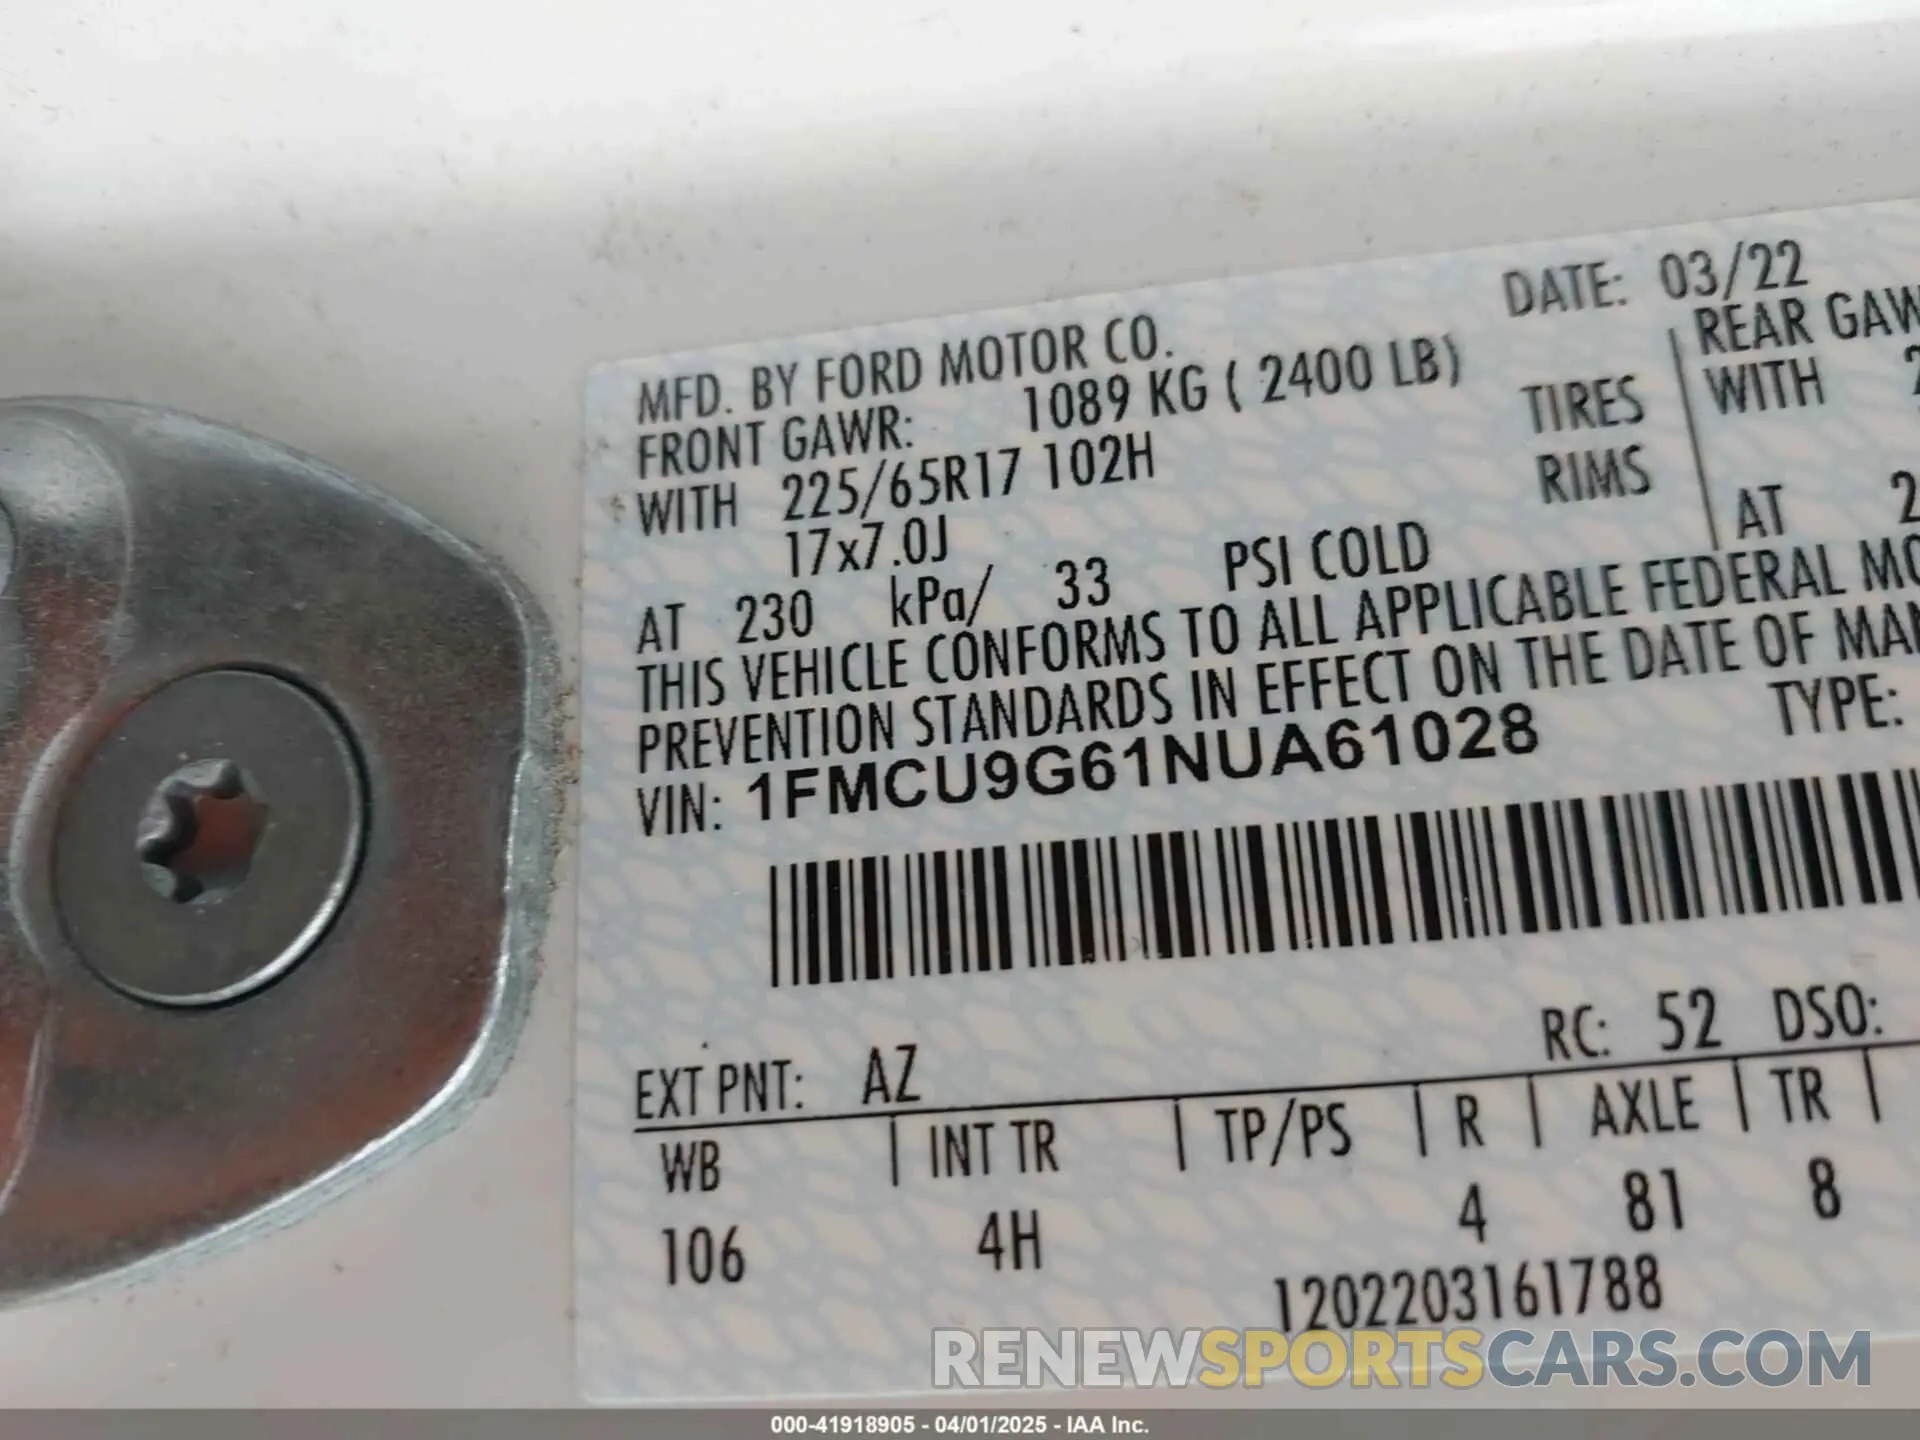 DATE: 03/22
MFD. BY FORD MOTOR CO.
FRONT GAWR: 1089 KG ( 2400 LB) REAR GAW
WITH 225/65R17 102H TIRES WITH 2
17x7.0J RIMS
AT 230 kPa/ 33 PSI COLD AT 2
THIS VEHICLE CONFORMS TO ALL APPLICABLE FEDERAL MO
PREVENTION STANDARDS IN EFFECT ON THE DATE OF MAN
VIN: 1FMCU9G61NUA61028 TYPE:
EXT PNT: AZ RC: 52 DSO:
WB | INT TR | TP/PS | R | AXLE | TR |
106 4H 4 81 8
1202203161788
RENEWSPORTSCARS.COM
000-41918905 - 04/01/2025 - IAA Inc.